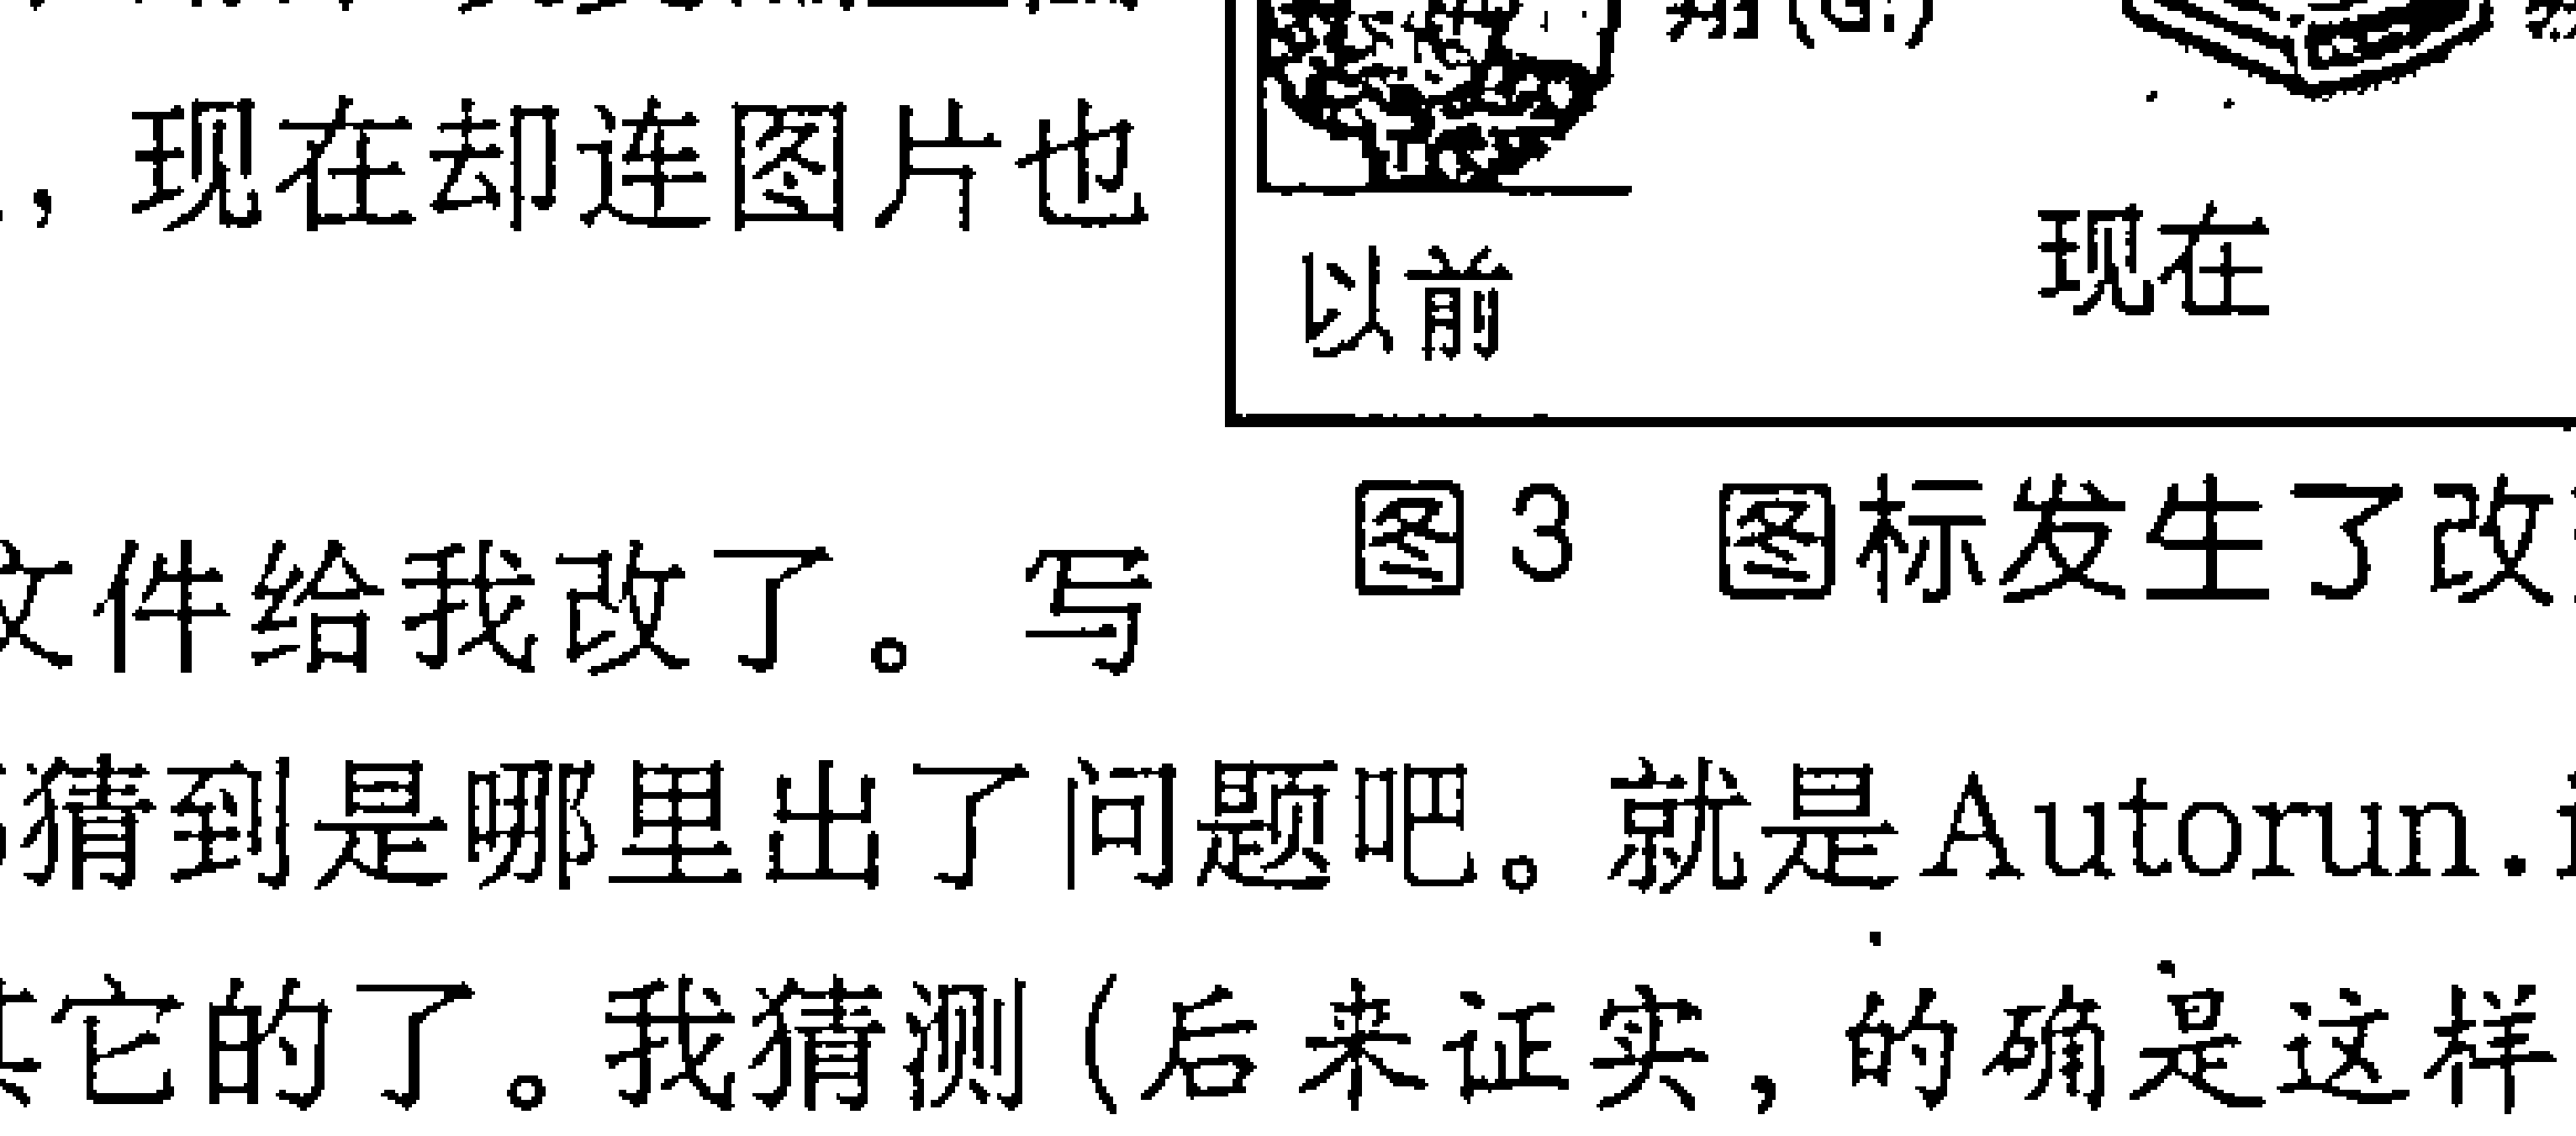 (G:)
，现在却连图片也
以前
现在
图 3 图标发生了改
文件给我改了。写
猜到是哪里出了问题吧。就是Autorun.i
其它的了。我猜测(后来证实，的确是这样